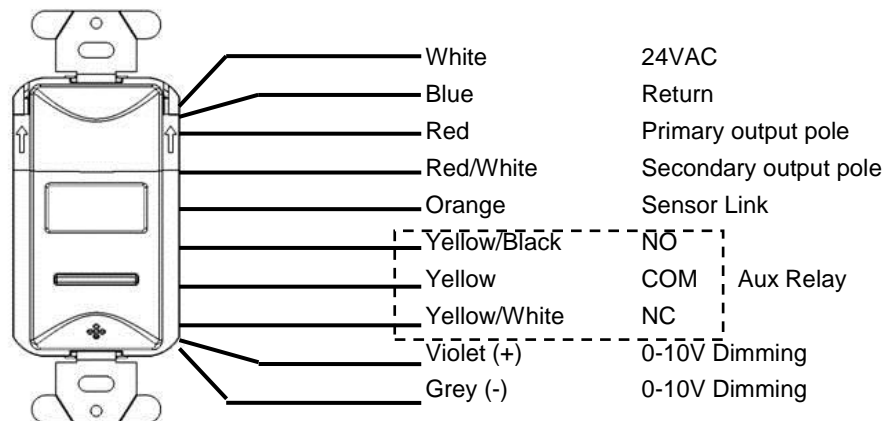 White 24VAC
Blue Return
Red Primary output pole
Red/White Secondary output pole
Orange Sensor Link
Yellow/Black NO
Yellow COM Aux Relay
Yellow/White NC
Violet (+) 0-10V Dimming
Grey (-) 0-10V Dimming